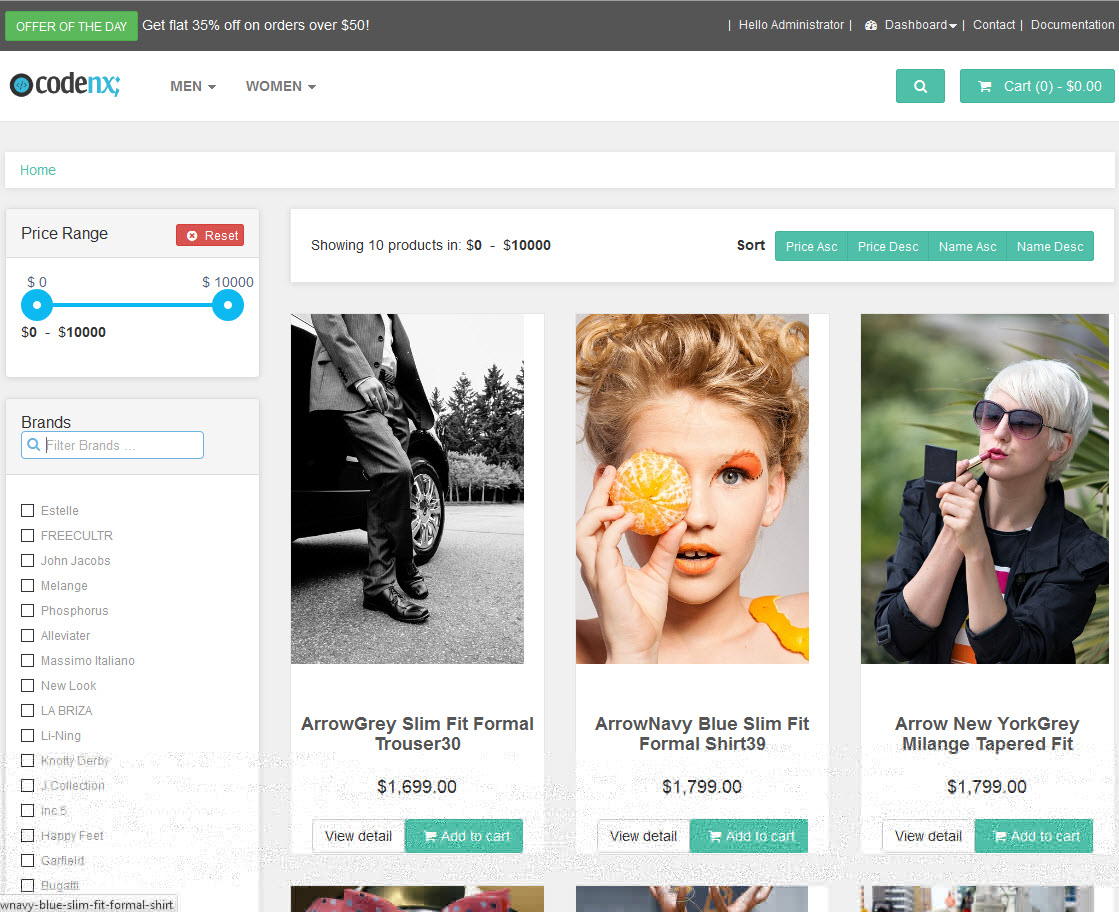 OFFER OF THE DAY Get flat 35% off on orders over $50! | Hello Administrator | Dashboard | Contact | Documentation
codenx; MEN WOMEN Cart (0) - $0.00
Home
Price Range Reset
$ 0 $ 10000
$0 - $10000
Showing 10 products in: $0 - $10000 Sort Price Asc Price Desc Name Asc Name Desc
Brands
Filter Brands ...
Estelle
FREECULTR
John Jacobs
Melange
Phosphorus
Alleviater
Massimo Italiano
New Look
LA BRIZA
Li-Ning
Knotty Derby
J.Collection
Inc.5
Happy Feet
Garfield
Bugatti
ArrowGrey Slim Fit Formal
Trouser30
$1,699.00
View detail Add to cart
ArrowNavy Blue Slim Fit
Formal Shirt39
$1,799.00
View detail Add to cart
Arrow New YorkGrey
Milange Tapered Fit
$1,799.00
View detail Add to cart
wnavy-blue-slim-fit-formal-shirt